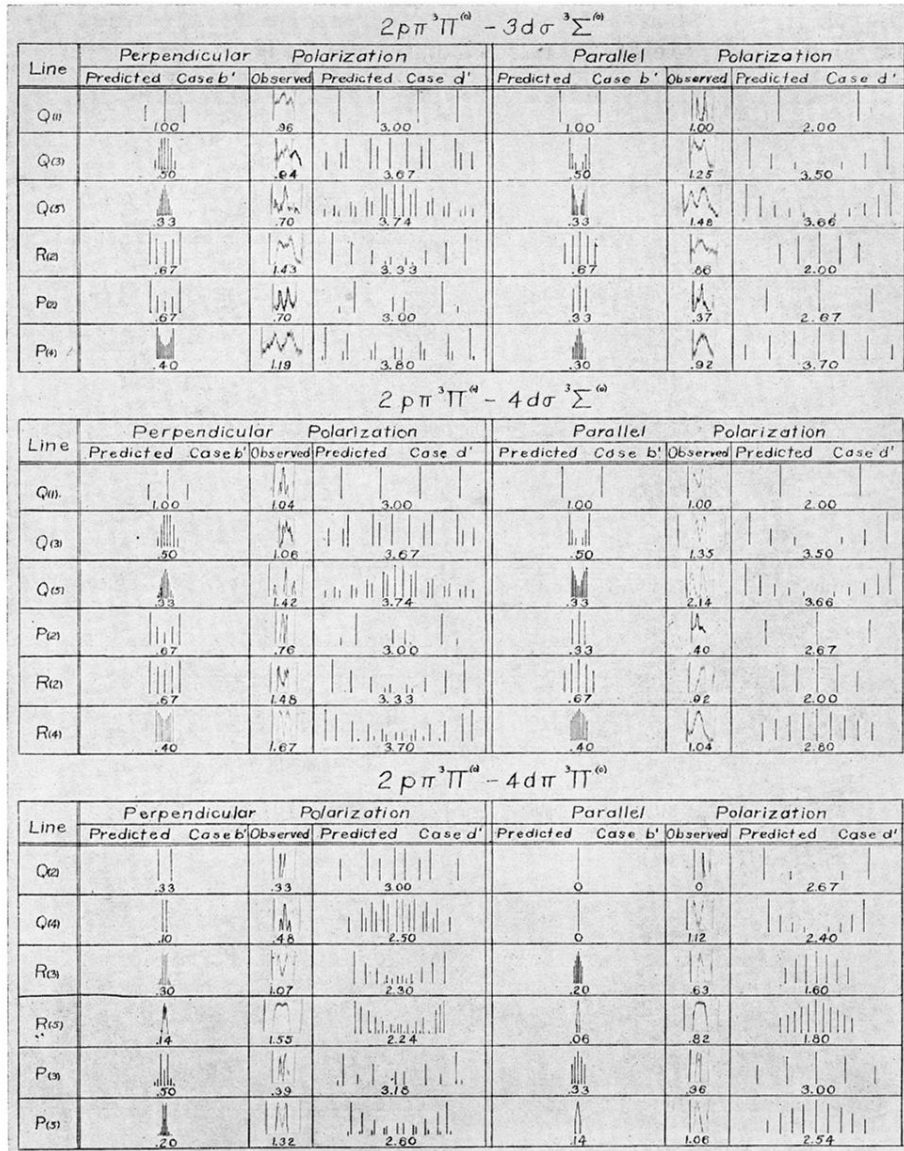 2pπ ³Π⁽ᵒ⁾ – 3dσ ³Σ⁽ᵒ⁾
Line Perpendicular Polarization Parallel Polarization
Predicted Case b' Observed Predicted Case d' Predicted Case b' Observed Predicted Case d'
Q(1) 1.00 .96 3.00 1.00 1.00 2.00
Q(3) .50 .94 3.67 .50 1.25 3.50
Q(5) .33 .70 3.74 .33 1.48 3.66
R(2) .67 1.43 3.33 .67 .86 2.00
P(2) .67 .70 3.00 .33 .37 2.67
P(4) .40 1.19 3.80 .30 .92 3.70
2pπ ³Π⁽ᵒ⁾ – 4dσ ³Σ⁽ᵒ⁾
Line Perpendicular Polarization Parallel Polarization
Predicted Case b' Observed Predicted Case d' Predicted Case b' Observed Predicted Case d'
Q(1) 1.00 1.04 3.00 1.00 1.00 2.00
Q(3) .50 1.06 3.67 .50 1.35 3.50
Q(5) .33 1.42 3.74 .33 2.14 3.66
P(2) .67 .76 3.00 .33 .40 2.67
R(2) .67 1.48 3.33 .67 .92 2.00
R(4) .40 1.67 3.70 .40 1.04 2.80
2pπ ³Π⁽ᵒ⁾ – 4dπ ³Π⁽ᵒ⁾
Line Perpendicular Polarization Parallel Polarization
Predicted Case b' Observed Predicted Case d' Predicted Case b' Observed Predicted Case d'
Q(2) .33 .33 3.00 0 0 2.67
Q(4) .10 .48 2.50 0 1.12 2.40
R(3) .30 1.07 2.30 .20 .63 1.60
R(5) .14 1.55 2.24 .06 .82 1.80
P(3) .50 .39 3.18 .33 .36 3.00
P(5) .20 1.32 2.60 .14 1.06 2.54